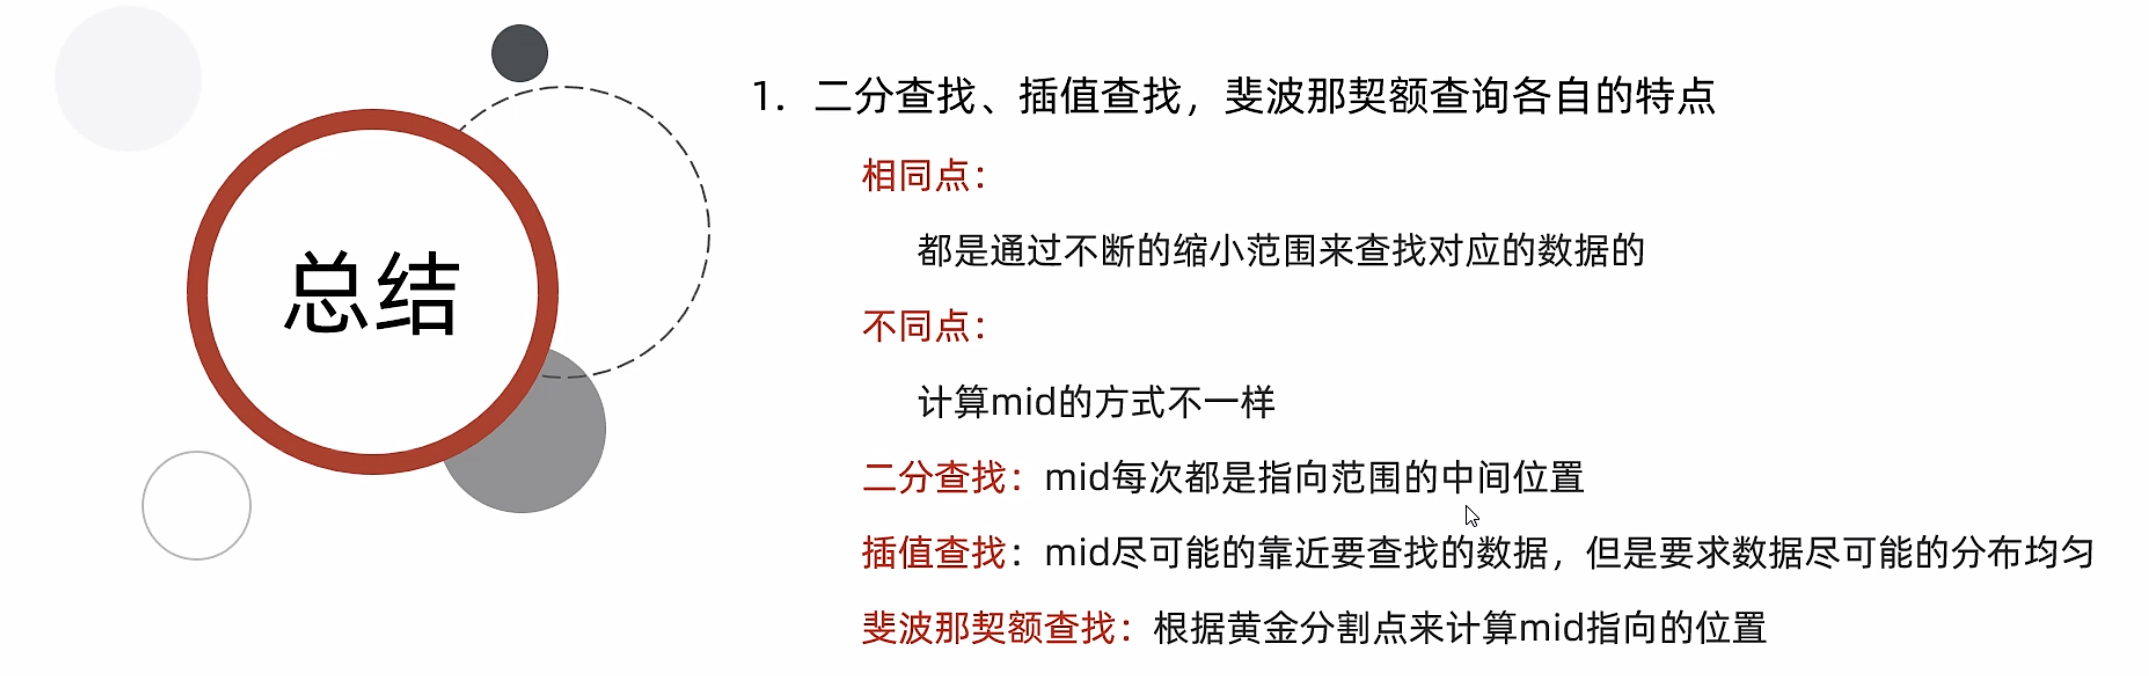 总结
1. 二分查找、插值查找，斐波那契额查询各自的特点
相同点：
都是通过不断的缩小范围来查找对应的数据的
不同点：
计算mid的方式不一样
二分查找：mid每次都是指向范围的中间位置
插值查找：mid尽可能的靠近要查找的数据，但是要求数据尽可能的分布均匀
斐波那契额查找：根据黄金分割点来计算mid指向的位置